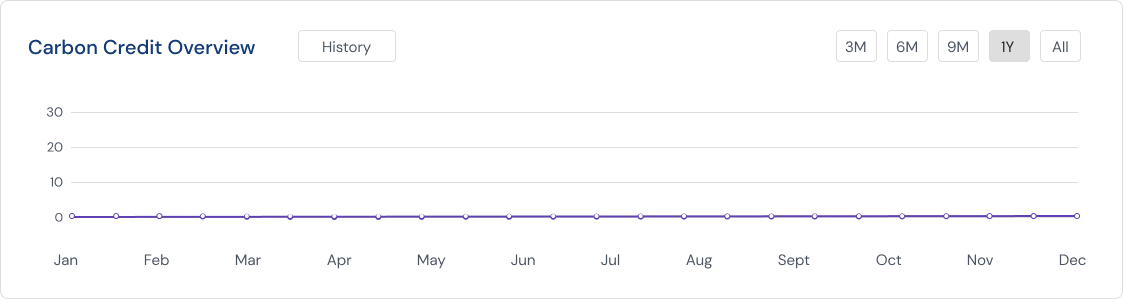 Carbon Credit Overview
History
3M
6M
9M
1Y
All
30
20
10
0
Jan Feb Mar Apr May Jun Jul Aug Sept Oct Nov Dec